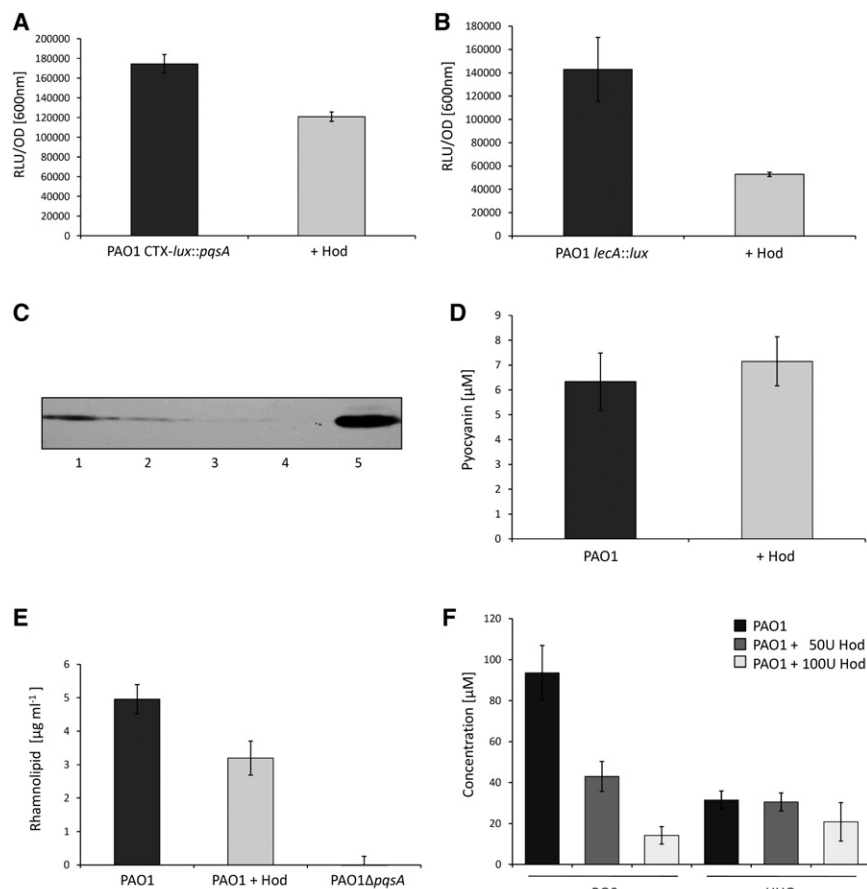 A
RLU/OD [600nm]
200000
180000
160000
140000
120000
100000
80000
60000
40000
20000
0
PAO1 CTX-lux::pqsA
+ Hod
B
RLU/OD [600nm]
180000
160000
140000
120000
100000
80000
60000
40000
20000
0
PAO1 lecA::lux
+ Hod
C
1 2 3 4 5
D
Pyocyanin [µM]
9
8
7
6
5
4
3
2
1
0
PAO1
+ Hod
E
Rhamnolipid [µg ml⁻¹]
6
5
4
3
2
1
0
PAO1
PAO1 + Hod
PAO1ΔpqsA
F
Concentration [µM]
120
100
80
60
40
20
0
PAO1
PAO1 + 50U Hod
PAO1 + 100U Hod